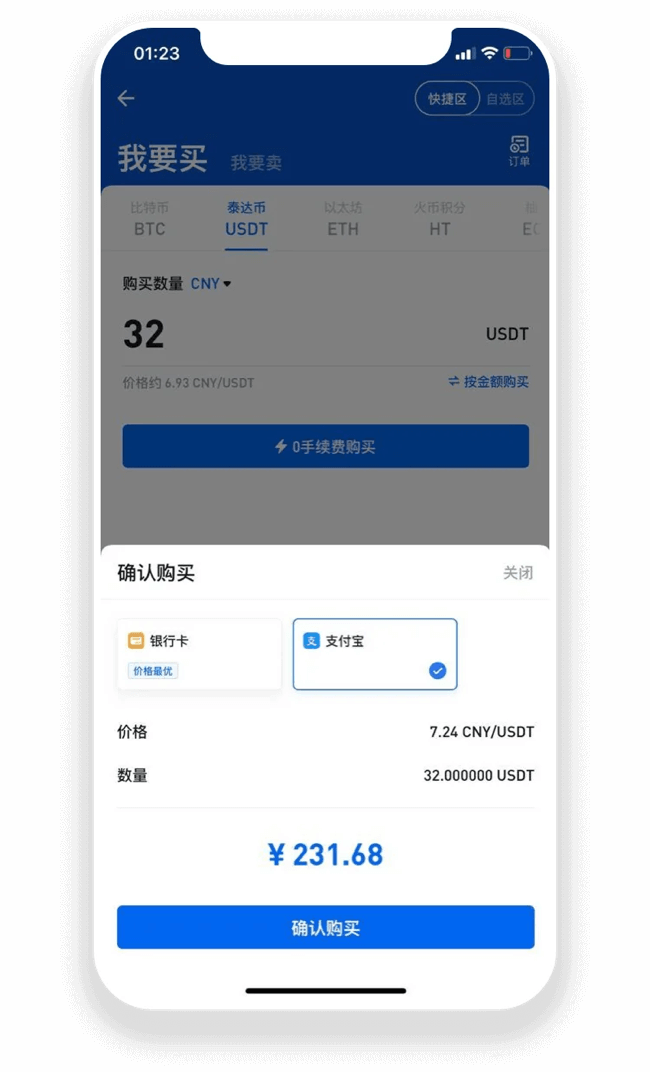 01:23
快捷区 自选区
我要买 我要卖
订单
比特币 泰达币 以太坊 火币积分
BTC USDT ETH HT
购买数量 CNY
32 USDT
价格约 6.93 CNY/USDT 按金额购买
0手续费购买
确认购买 关闭
银行卡 支付宝
支
价格最优
价格 7.24 CNY/USDT
数量 32.000000 USDT
¥ 231.68
确认购买